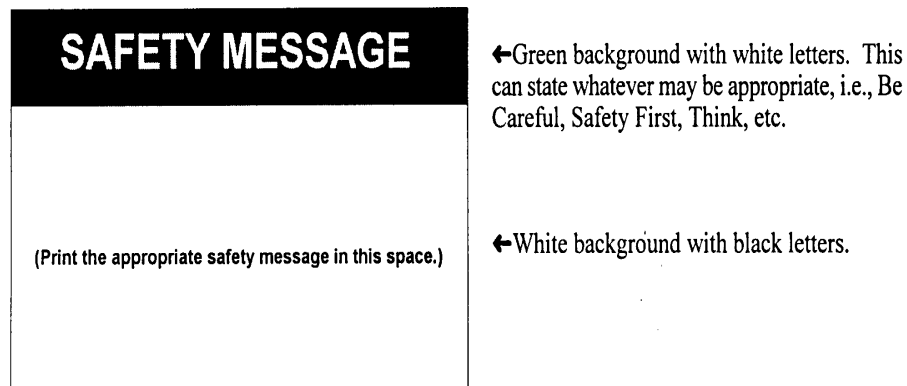 SAFETY MESSAGE
←Green background with white letters. This
can state whatever may be appropriate, i.e., Be
Careful, Safety First, Think, etc.
(Print the appropriate safety message in this space.)
←White background with black letters.